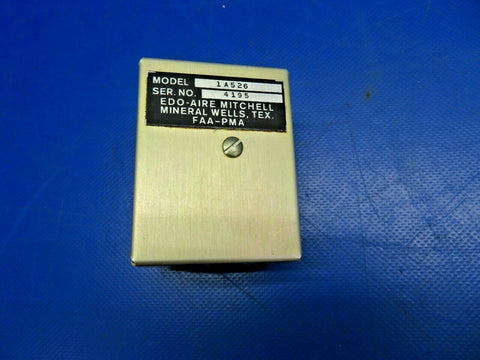 MODEL 1A526
SER. NO. 4195
EDO-AIRE MITCHELL
MINERAL WELLS, TEX.
FAA-PMA